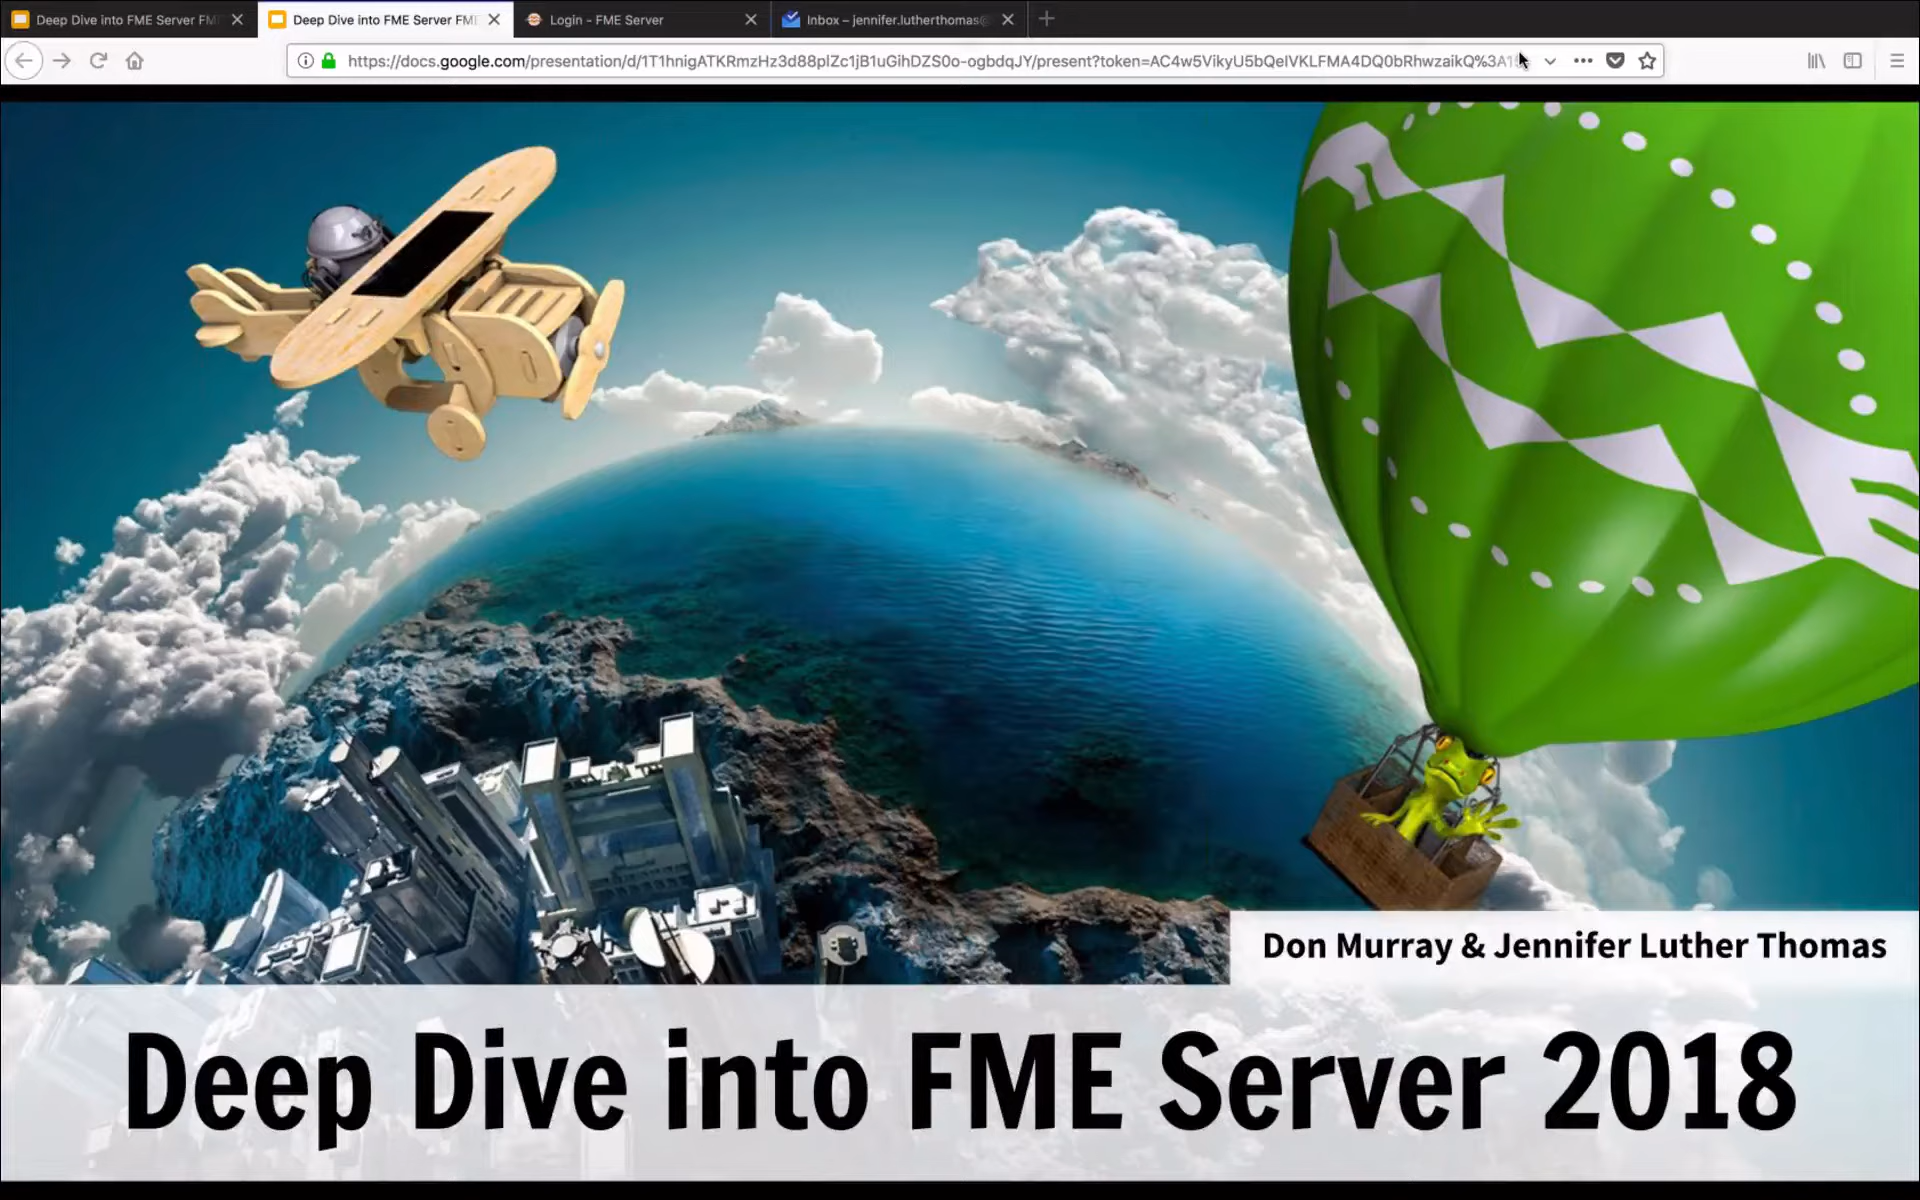 Deep Dive into FME Server FM
Deep Dive into FME Server FME
Login - FME Server
Inbox – jennifer.lutherthomas@
https://docs.google.com/presentation/d/1T1hnigATKRmzHz3d88plZc1jB1uGihDZS0o-ogbdqJY/present?token=AC4w5VikyU5bQeIVKLFMA4DQ0bRhwzaikQ%3A1
Don Murray & Jennifer Luther Thomas
Deep Dive into FME Server 2018